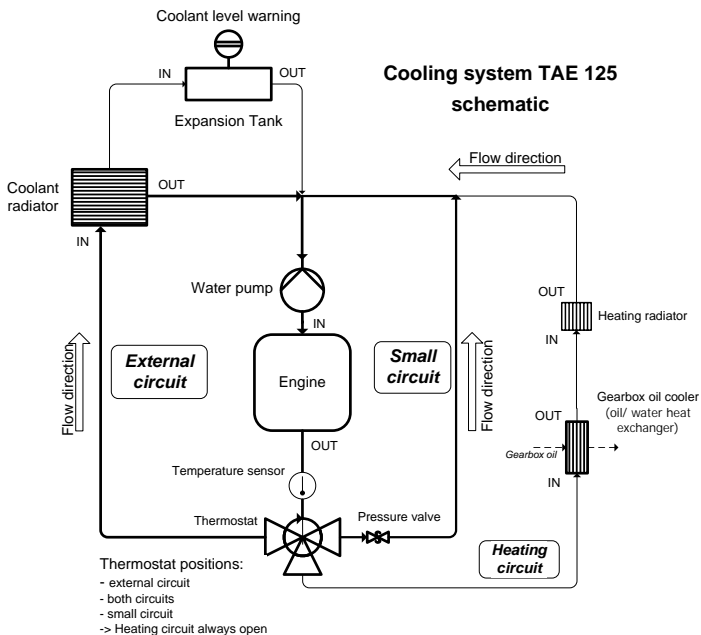 Coolant level warning
IN
OUT
Expansion Tank
Cooling system TAE 125
schematic
Flow direction
Coolant
radiator
OUT
IN
Water pump
IN
OUT
Heating radiator
IN
Flow direction
External
circuit
Engine
Small
circuit
Flow direction
OUT
Gearbox oil cooler
(oil/ water heat
exchanger)
Gearbox oil
IN
OUT
Temperature sensor
Thermostat
Pressure valve
Heating
circuit
Thermostat positions:
- external circuit
- both circuits
- small circuit
-> Heating circuit always open